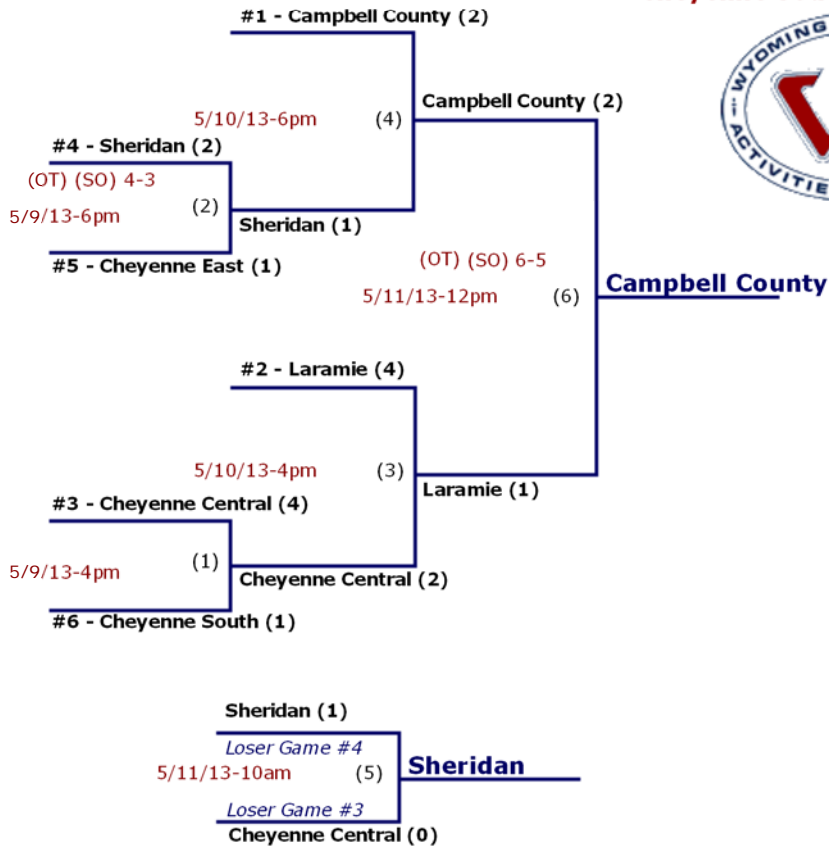 #1 - Campbell County (2)
WYOMING
ACTIVITIES
5/10/13-6pm
(4)
Campbell County (2)
#4 - Sheridan (2)
(OT) (SO) 4-3
(2)
5/9/13-6pm
Sheridan (1)
#5 - Cheyenne East (1)
(OT) (SO) 6-5
5/11/13-12pm
(6)
Campbell County
#2 - Laramie (4)
5/10/13-4pm
(3)
Laramie (1)
#3 - Cheyenne Central (4)
5/9/13-4pm
(1)
Cheyenne Central (2)
#6 - Cheyenne South (1)
Sheridan (1)
Loser Game #4
5/11/13-10am
(5)
Sheridan
Loser Game #3
Cheyenne Central (0)